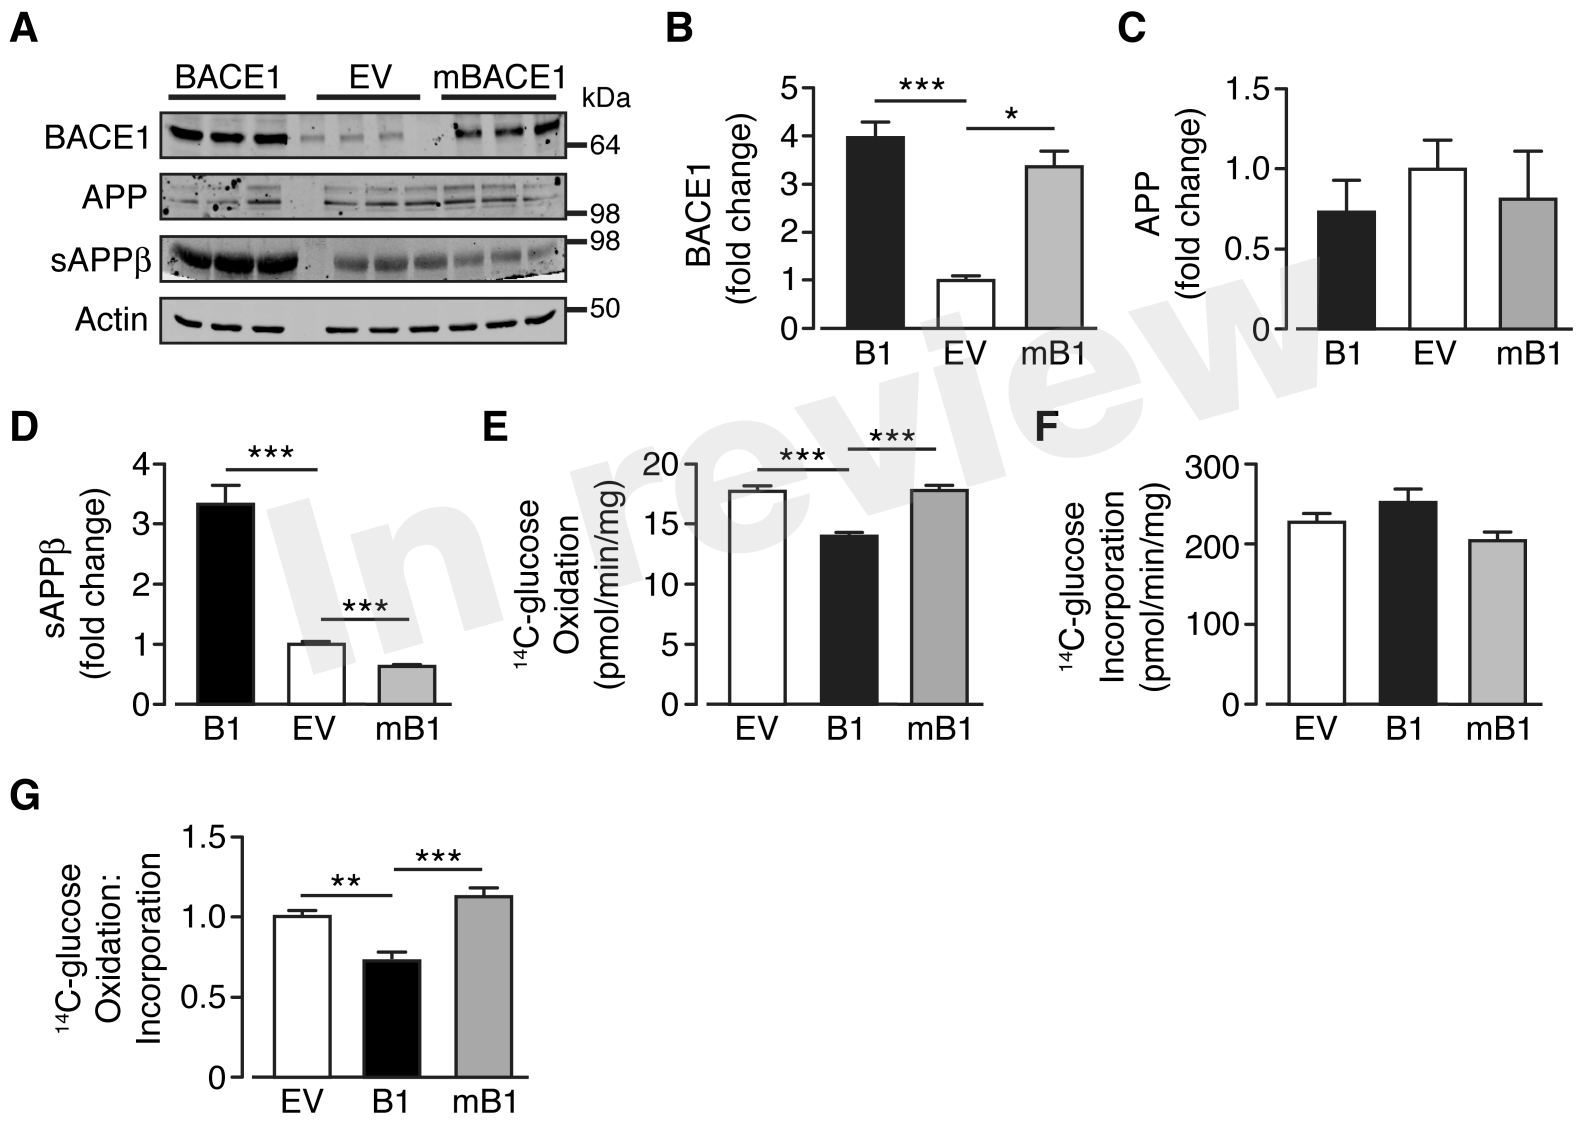 A
BACE1 EV mBACE1
kDa
BACE1
64
APP
98
98
sAPPβ
50
Actin
B
BACE1
(fold change)
5
4
3
2
1
0
***
*
B1 EV mB1
C
APP
(fold change)
1.5
1.0
0.5
0
B1 EV mB1
D
sAPPβ
(fold change)
4
3
2
1
0
***
***
B1 EV mB1
E
14C-glucose
Oxidation
(pmol/min/mg)
20
15
10
5
0
***
***
EV B1 mB1
F
14C-glucose
Incorporation
(pmol/min/mg)
300
200
100
0
EV B1 mB1
G
14C-glucose
Oxidation:
Incorporation
1.5
1.0
0.5
0
**
***
EV B1 mB1
In review